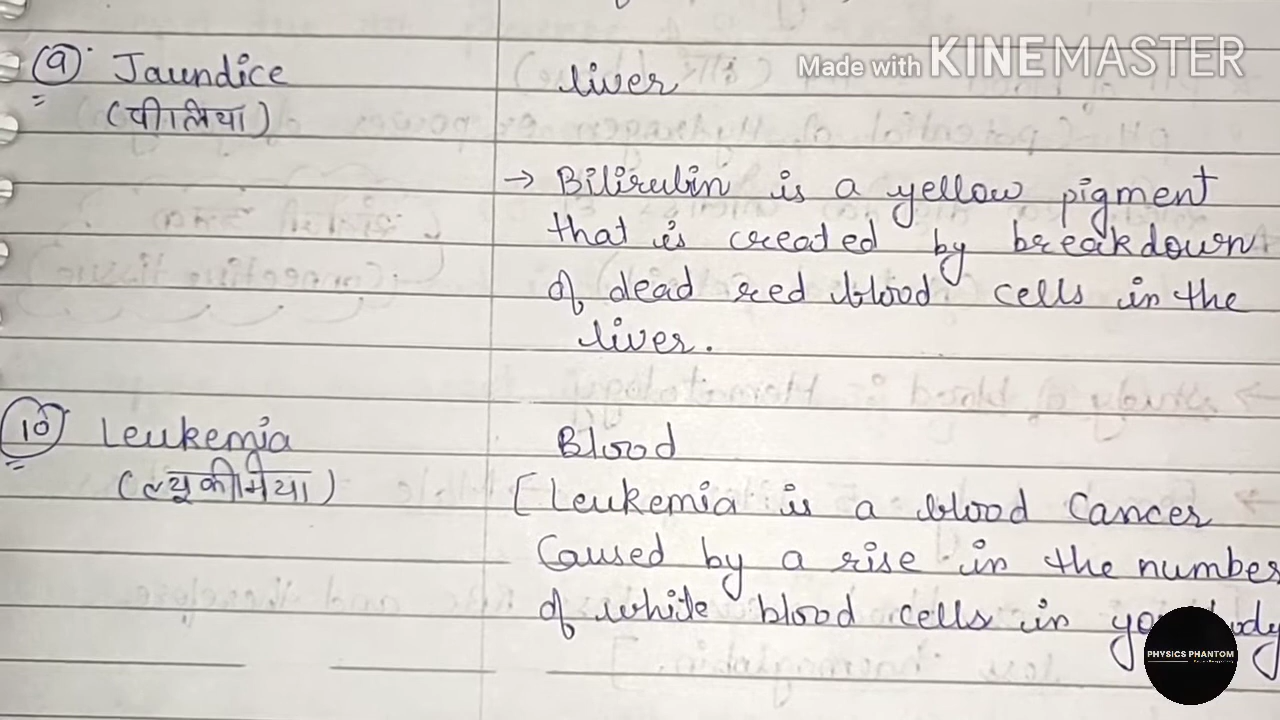 Made with KINEMASTER
(9) Jaundice liver
(पीलिया)
→ Bilirubin is a yellow pigment
that is created by breakdown
of dead red blood cells in the
liver.
(10) Leukemia Blood
(ल्यूकीमिया)
[Leukemia is a blood Cancer
Caused by a rise in the number
of white blood cells in
PHYSICS PHANTOM